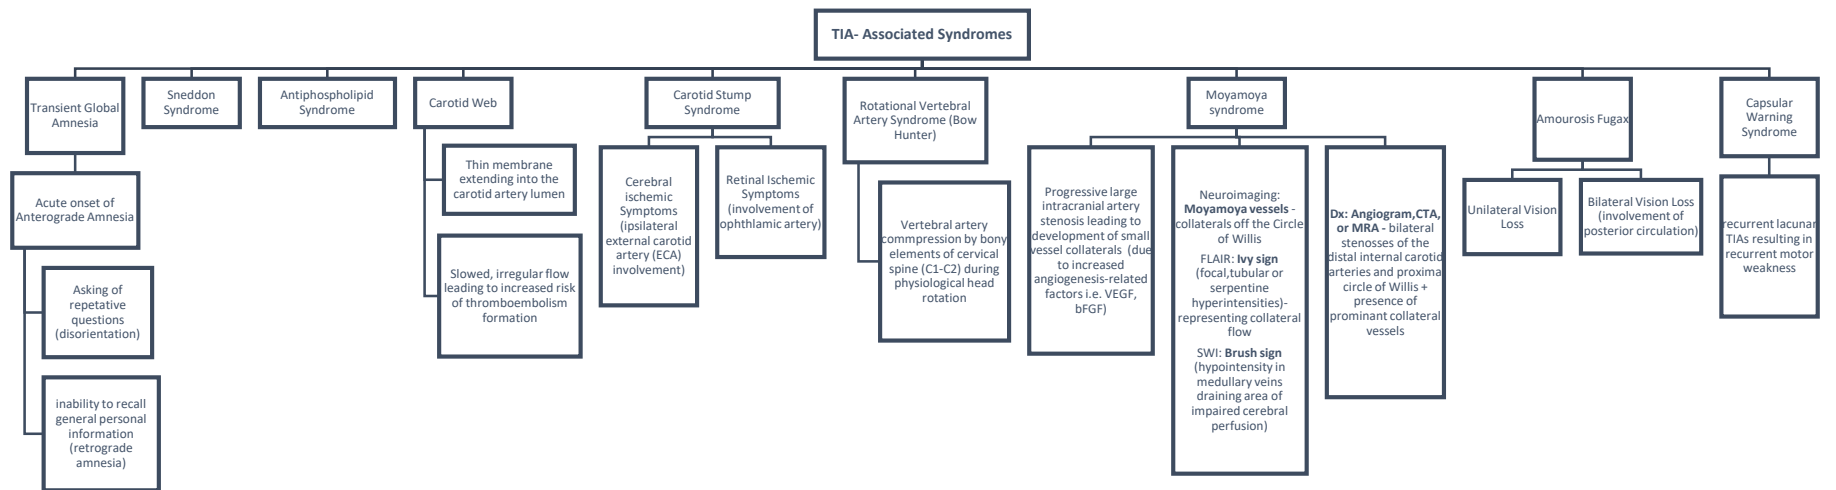 TIA- Associated Syndromes
Transient Global
Amnesia
Acute onset of
Anterograde Amnesia
Asking of
repetative
questions
(disorientation)
inability to recall
general personal
information
(retrograde
amnesia)
Sneddon
Syndrome
Antiphospholipid
Syndrome
Carotid Web
Thin membrane
extending into the
carotid artery lumen
Slowed, irregular flow
leading to increased risk
of thromboembolism
formation
Carotid Stump
Syndrome
Cerebral
ischemic
Symptoms
(ipsilateral
external carotid
artery (ECA)
involvement)
Retinal Ischemic
Symptoms
(involvement of
ophthlamic artery)
Rotational Vertebral
Artery Syndrome (Bow
Hunter)
Vertebral artery
commpression by bony
elements of cervical
spine (C1-C2) during
physiological head
rotation
Moyamoya
syndrome
Progressive large
intracranial artery
stenosis leading to
development of small
vessel collaterals (due
to increased
angiogenesis-related
factors i.e. VEGF,
bFGF)
Neuroimaging:
Moyamoya vessels -
collaterals off the Circle
of Willis
FLAIR: Ivy sign
(focal,tubular or
serpentine
hyperintensities)-
representing collateral
flow
SWI: Brush sign
(hypointensity in
medullary veins
draining area of
impaired cerebral
perfusion)
Dx: Angiogram,CTA,
or MRA - bilateral
stenosses of the
distal internal carotid
arteries and proxima
circle of Willis +
presence of
prominant collateral
vessels
Amourosis Fugax
Unilateral Vision
Loss
Bilateral Vision Loss
(involvement of
posterior circulation)
Capsular
Warning
Syndrome
recurrent lacunar
TIAs resulting in
recurrent motor
weakness